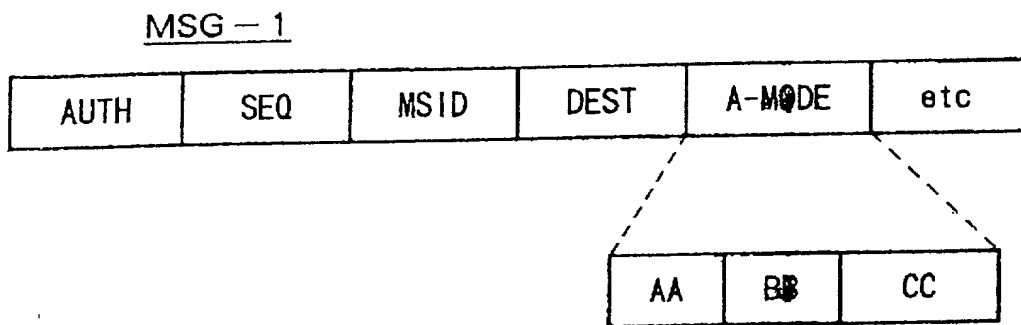 MSG-1
AUTH SEQ MSID DEST A-MODE etc
AA BB CC